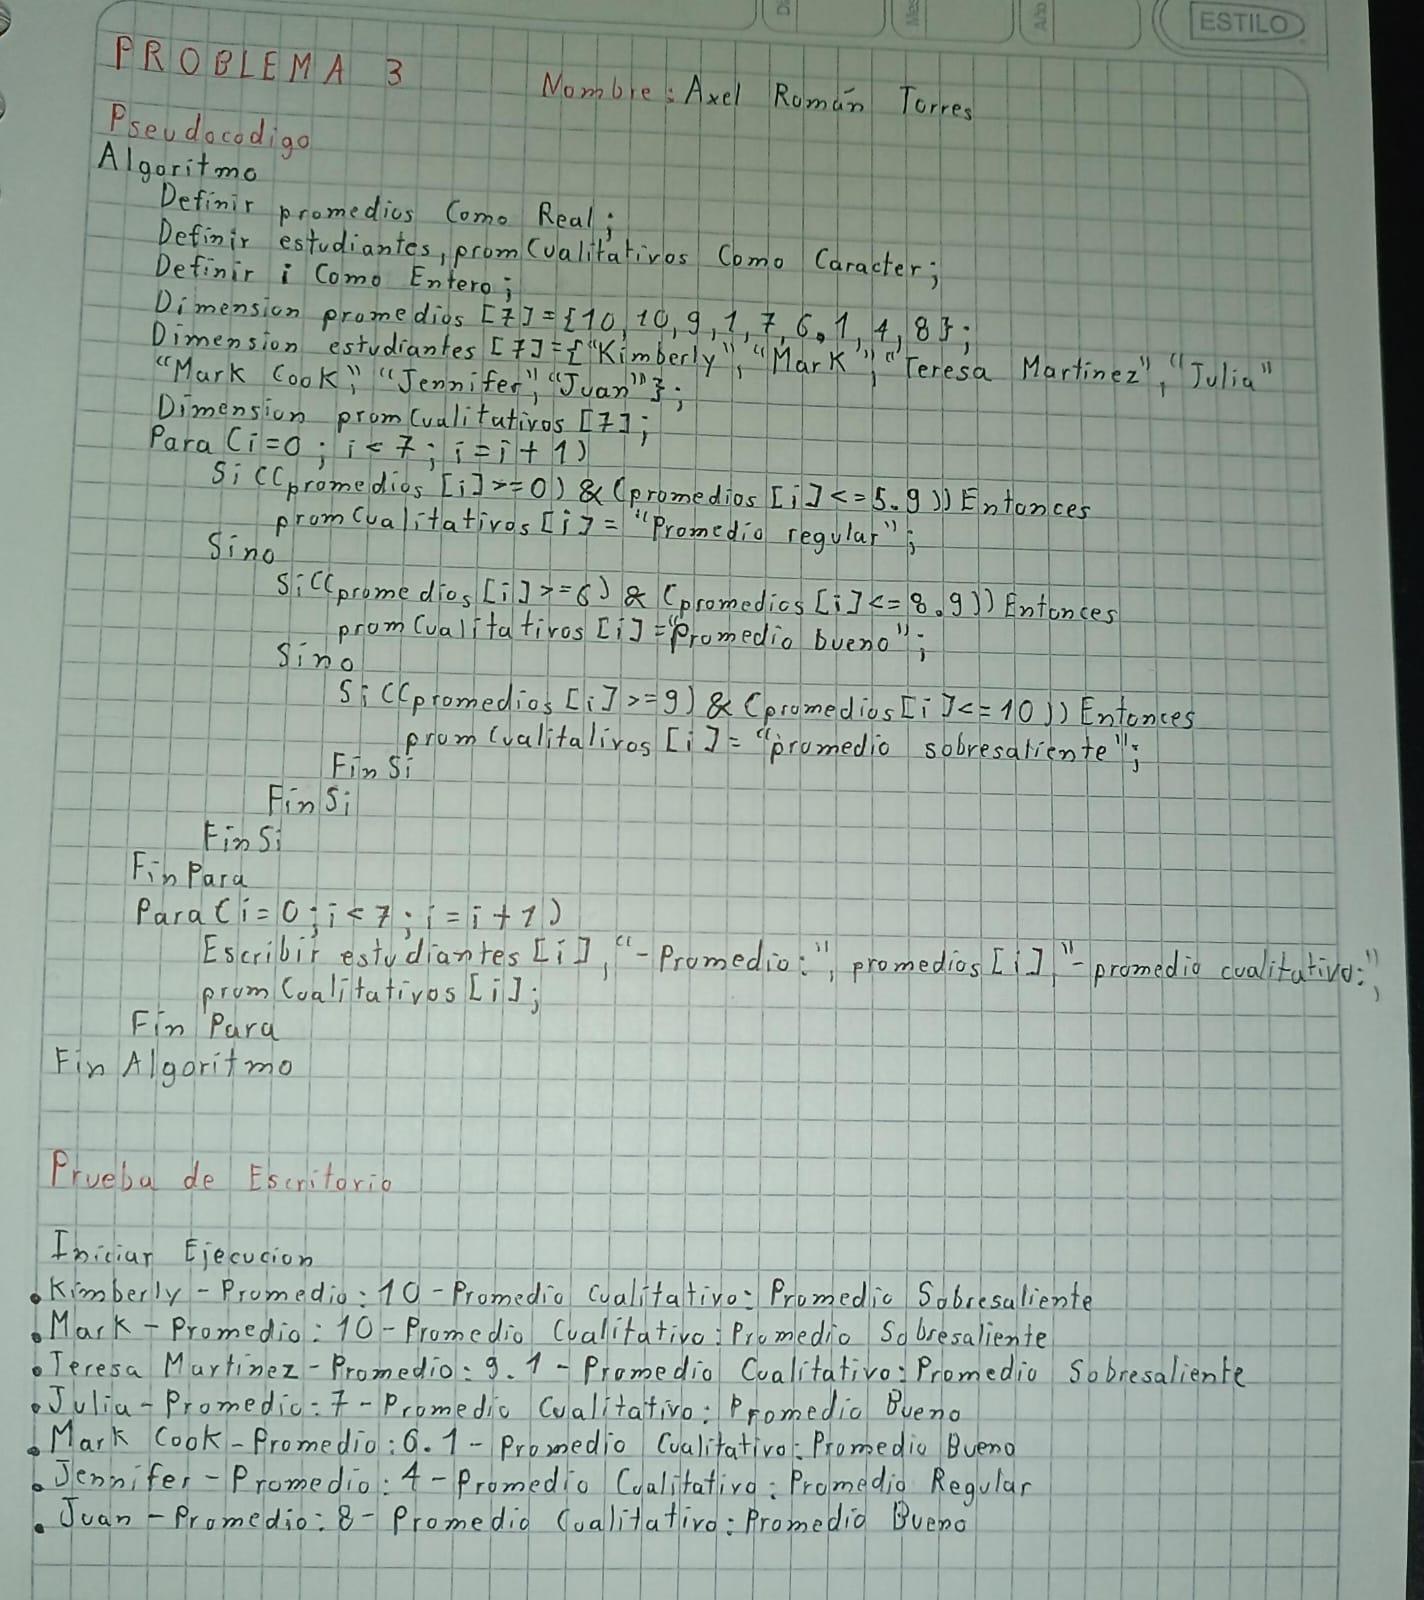 Mes
Año
ESTILO
PROBLEMA 3
Nombre: Axel Román Torres
Pseudocodigo
Algoritmo
Definir promedios Como Real;
Definir estudiantes, promCualitativos Como Caracter;
Definir i Como Entero;
Dimension promedios [7]={10,10,9,1,7,6.1,4,8};
Dimension estudiantes [7]={"Kimberly","Mark","Teresa Martinez","Julia"
"Mark Cook","Jennifer","Juan"};
Dimension promCualitativos [7];
Para (i=0; i<7; i=i+1)
Si((promedios [i]>=0) & (promedios [i]<=5.9)) Entonces
promCualitativos [i]="Promedio regular";
Sino
Si((promedios [i]>=6) & (promedios [i]<=8.9)) Entonces
promCualitativos [i]="Promedio bueno";
Sino
Si((promedios [i]>=9) & (promedios [i]<=10)) Entonces
promCualitativos [i]="promedio sobresaliente";
Fin Si
Fin Si
Fin Si
Fin Para
Para (i=0; i<7; i=i+1)
Escribir estudiantes [i], "-Promedio:", promedios [i], "-promedio cualitativo:",
promCualitativos [i];
Fin Para
Fin Algoritmo
Prueba de Escritorio
Iniciar Ejecucion
• Kimberly - Promedio: 10 - Promedio Cualitativo: Promedio Sobresaliente
• Mark - Promedio: 10 - Promedio Cualitativo: Promedio Sobresaliente
• Teresa Martinez - Promedio: 9.1 - Promedio Cualitativo: Promedio Sobresaliente
• Julia - Promedio: 7 - Promedio Cualitativo: Promedio Bueno
• Mark Cook - Promedio: 6.1 - Promedio Cualitativo: Promedio Bueno
• Jennifer - Promedio: 4 - Promedio Cualitativo: Promedio Regular
• Juan - Promedio: 8 - Promedio Cualitativo: Promedio Bueno